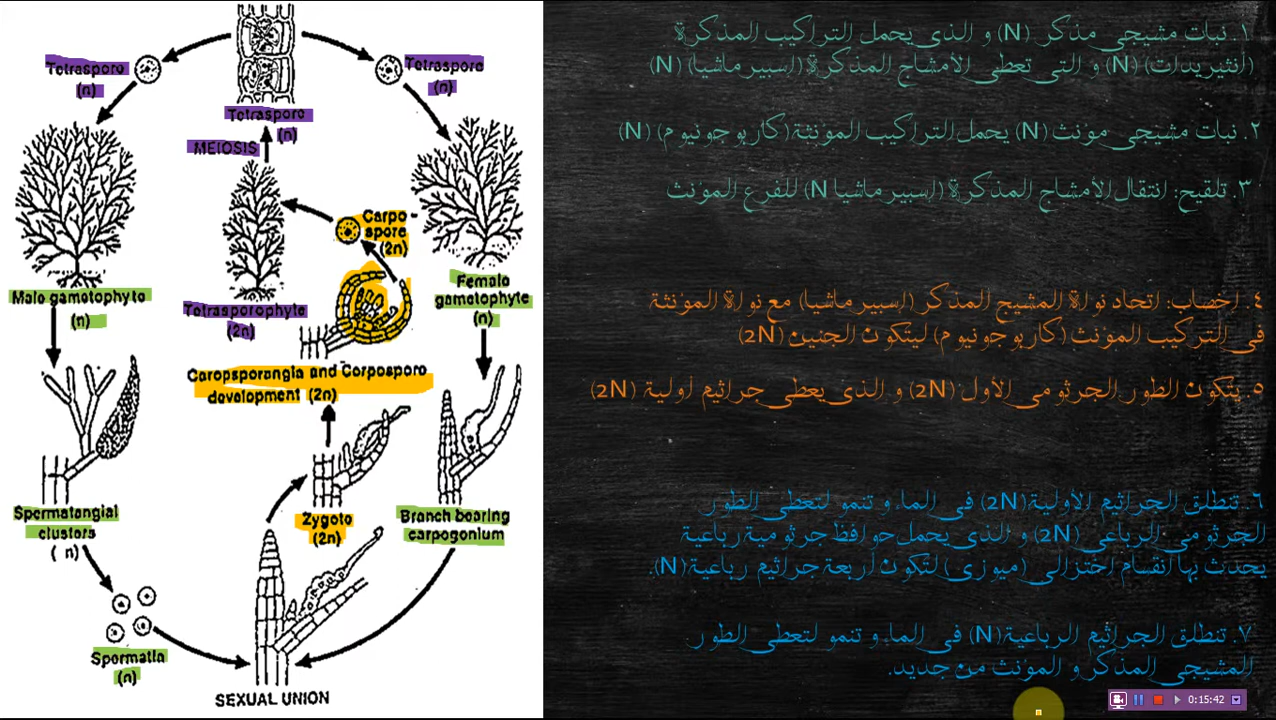 Tetraspore
(n)
Tetraspore
(n)
Tetraspore
(n)
MEIOSIS
Carpo-
spore
(2n)
Male gametophyte
(n)
Tetrasporophyte
(2n)
Female
gametophyte
(n)
Caropsporangia and Corpospore
development (2n)
Spermatangial
clusters
( n)
Zygote
(2n)
Branch bearing
carpogonium
Spermatia
(n)
SEXUAL UNION
١. نبات مشيجى مذكر (N) و الذى يحمل التراكيب المذكرة
(أنثيريدات) (N) و التى تعطى الأمشاج المذكرة (اسبيرماشيا) (N)
٢. نبات مشيجى مؤنث (N) يحمل التراكيب المؤنثة (كاربوجونيوم) (N)
٣. تلقيح: انتقال الأمشاج المذكرة (اسبيرماشيا N) للفرع المؤنث
٤. اخصاب: اتحاد نواة المشيج المذكر (اسبيرماشيا) مع نواة المؤنثة
فى التركيب المؤنث (كاربوجونيوم) ليتكون الجنين (2N)
٥. يتكون الطور الجرثومى الأول (2N) و الذى يعطى جراثيم أولية (2N)
٦. تنطلق الجراثيم الأولية (2N) فى الماء و تنمو لتعطى الطور
الجرثومى الرباعى (2N) و الذى يحمل حوافظ جرثومية رباعية
يحدث بها انقسام اختزالى (ميوزى) لتكون أربعة جراثيم رباعية (N).
٧. تنطلق الجراثيم الرباعية (N) فى الماء و تنمو لتعطى الطور
المشيجى المذكر و المؤنث من جديد.
0:15:42